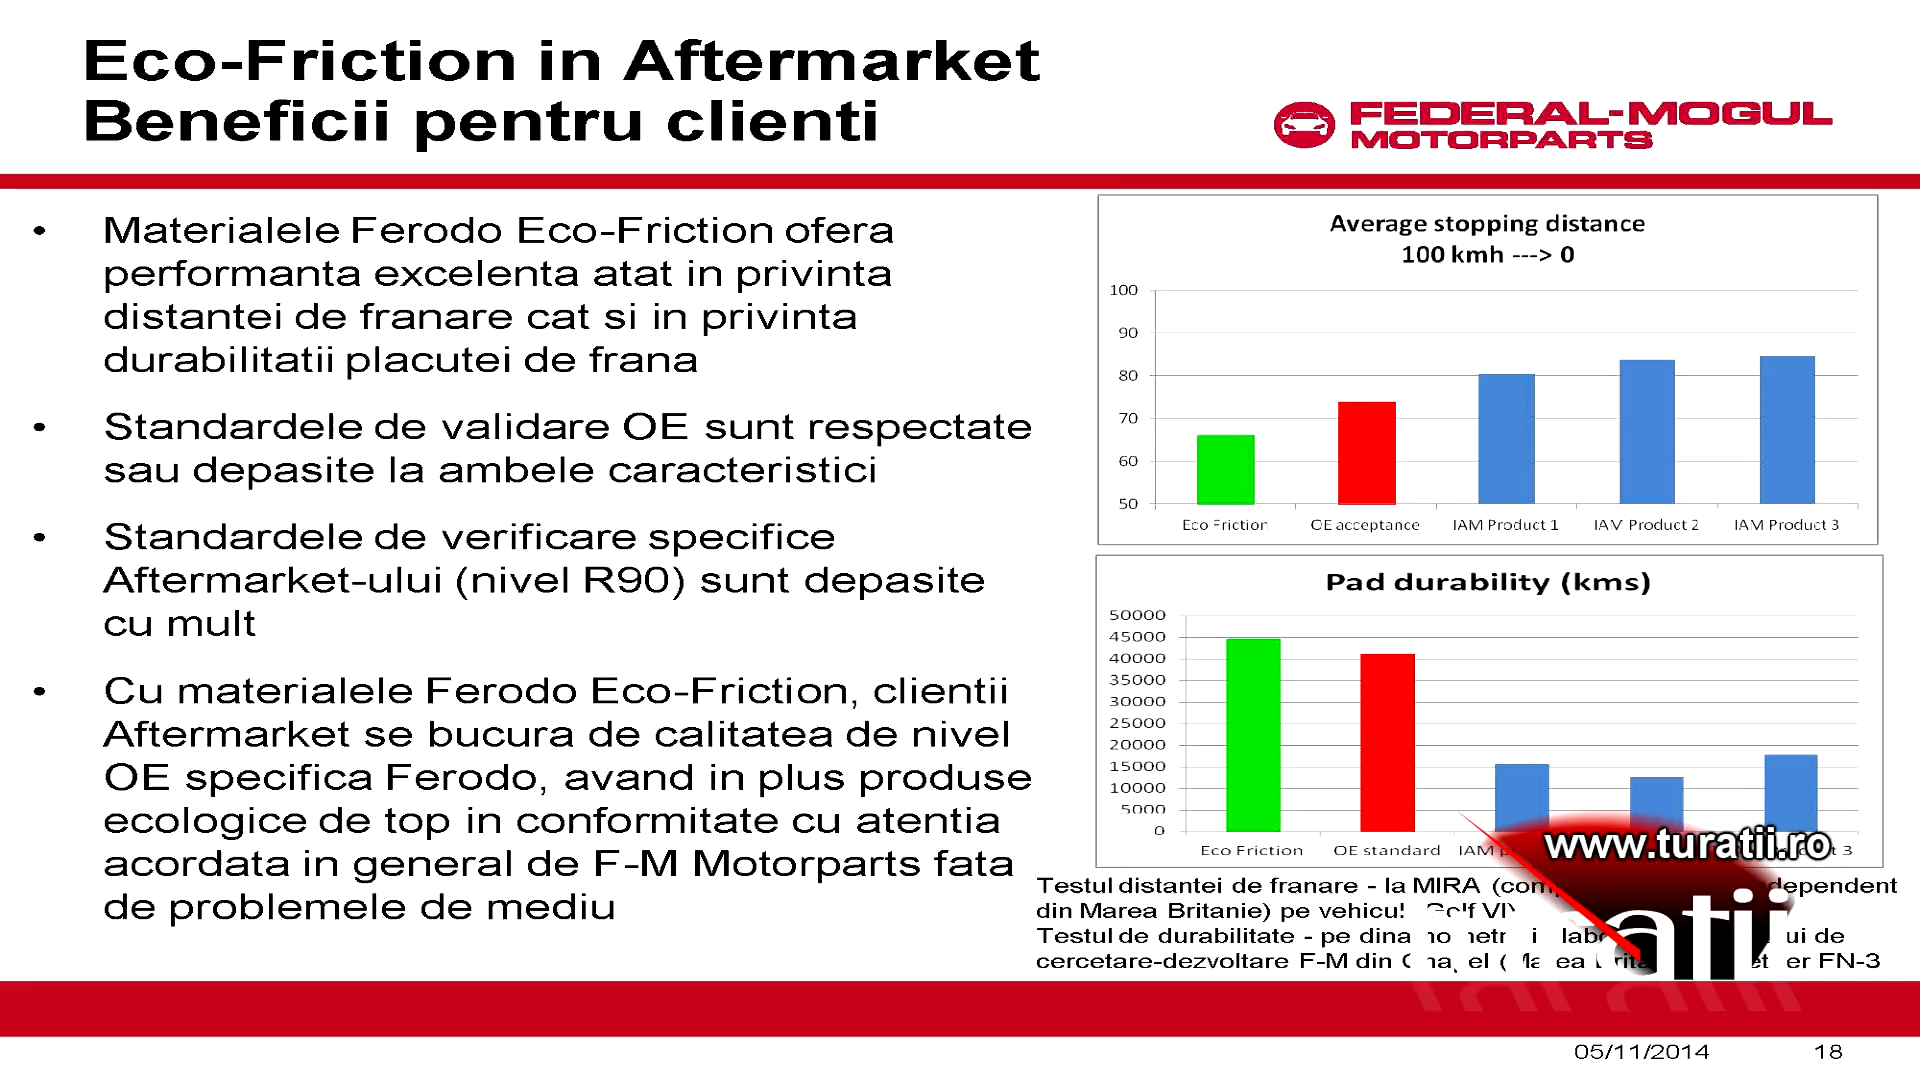 Eco-Friction in Aftermarket
Beneficii pentru clienti
FEDERAL-MOGUL
MOTORPARTS
• Materialele Ferodo Eco-Friction ofera
performanta excelenta atat in privinta
distantei de franare cat si in privinta
durabilitatii placutei de frana
• Standardele de validare OE sunt respectate
sau depasite la ambele caracteristici
• Standardele de verificare specifice
Aftermarket-ului (nivel R90) sunt depasite
cu mult
• Cu materialele Ferodo Eco-Friction, clientii
Aftermarket se bucura de calitatea de nivel
OE specifica Ferodo, avand in plus produse
ecologice de top in conformitate cu atentia
acordata in general de F-M Motorparts fata
de problemele de mediu
Average stopping distance
100 kmh ---> 0
100
90
80
70
60
50
Eco Friction OE acceptance IAM Product 1 IAM Product 2 IAM Product 3
Pad durability (kms)
50000
45000
40000
35000
30000
25000
20000
15000
10000
5000
0
Eco Friction OE standard IAM 3
www.turatii.ro
Testul distantei de franare - la MIRA
din Marea Britanie) pe vehicul Golf VI
Testul de durabilitate - pe
cercetare-dezvoltare F-M din FN-3
turatii
05/11/2014 18